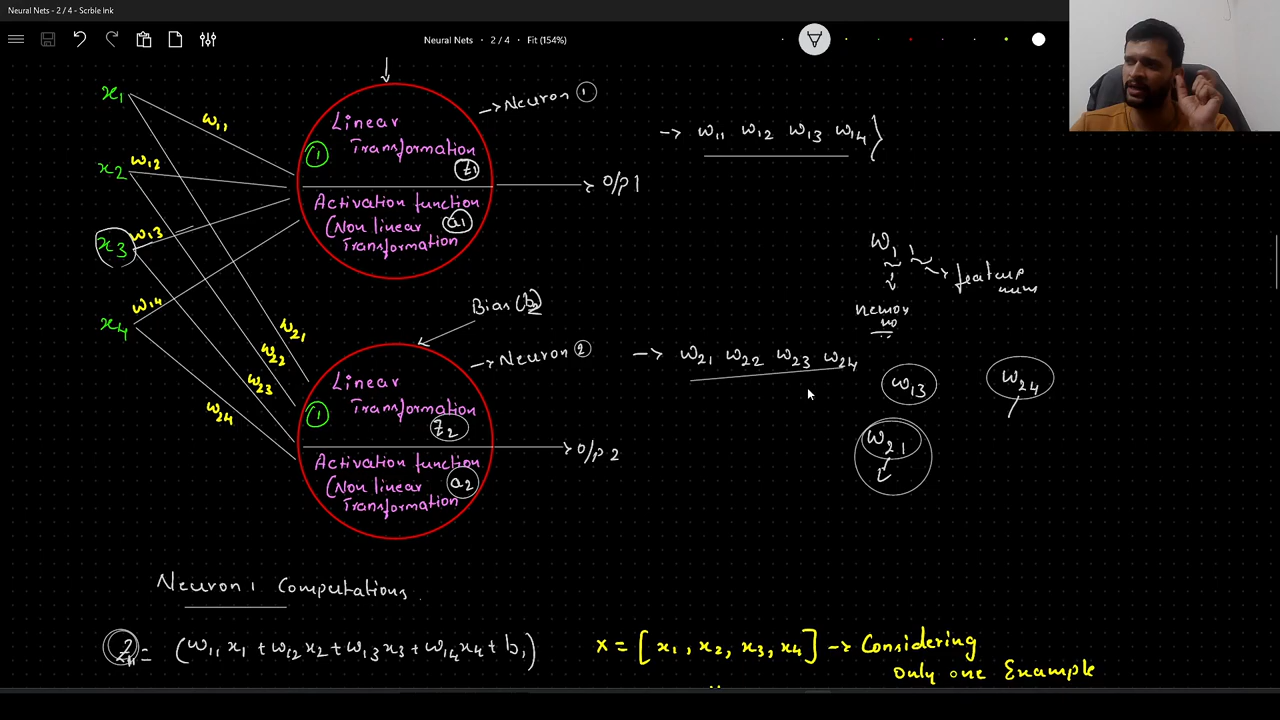 Neural Nets - 2 / 4 - Scrble Ink
Neural Nets • 2 / 4 • Fit (154%)
x1
x2
x3
x4
w11
w12
w13
w14
w21
w22
w23
w24
Linear
Transformation
1
z1
Activation function
(Non linear
Transformation
a1
→ Neuron 1
→ o/p 1
Bias (b2)
→ Neuron 2
Linear
Transformation
1
z2
Activation function
(Non linear
Transformation
a2
→ o/p 2
→ w11 w12 w13 w14 }
w1 1
→ feature
num
no
→ w21 w22 w23 w24
w13
w24
w21
Neuron 1 Computations
= (w11 x1 + w12 x2 + w13 x3 + w14 x4 + b1)
x = [x1, x2, x3, x4] → Considering
only one Example